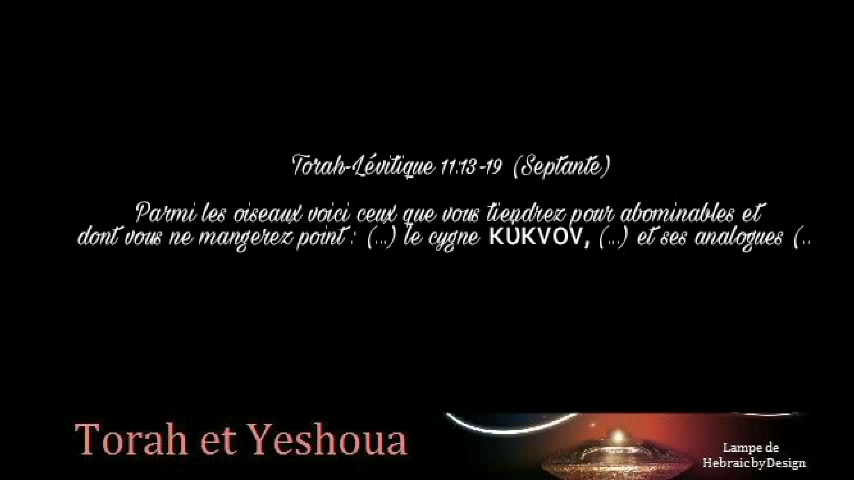 Torah-Lévitique 11:13-19 (Septante)
Parmi les oiseaux voici ceux que vous tiendrez pour abominables et
dont vous ne mangerez point : (...) le cygne κύκνον, (...) et ses analogues (..
Torah et Yeshoua
Lampe de
HebraicbyDesign